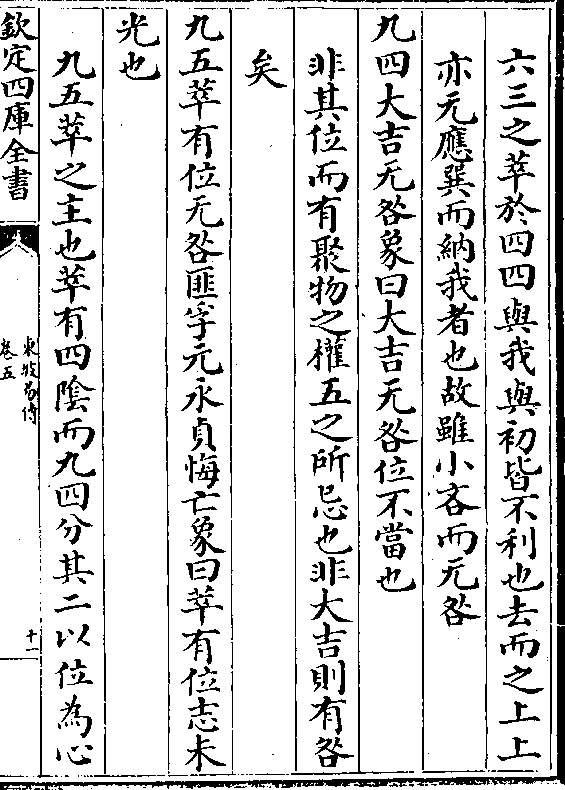 六三之萃於四四與我與初皆不利也去而之上上
亦无應巽而納我者也故雖小吝而无咎
九四大吉无咎象曰大吉无咎位不當也
非其位而有聚物之權五之所忌也非大吉則有咎
矣
九五萃有位无咎匪孚元永貞悔亡象曰萃有位志未
光也
九五萃之主也萃有四陰而九四分其二以位為心
欽定四庫全書
東坡易傳
卷五
十一